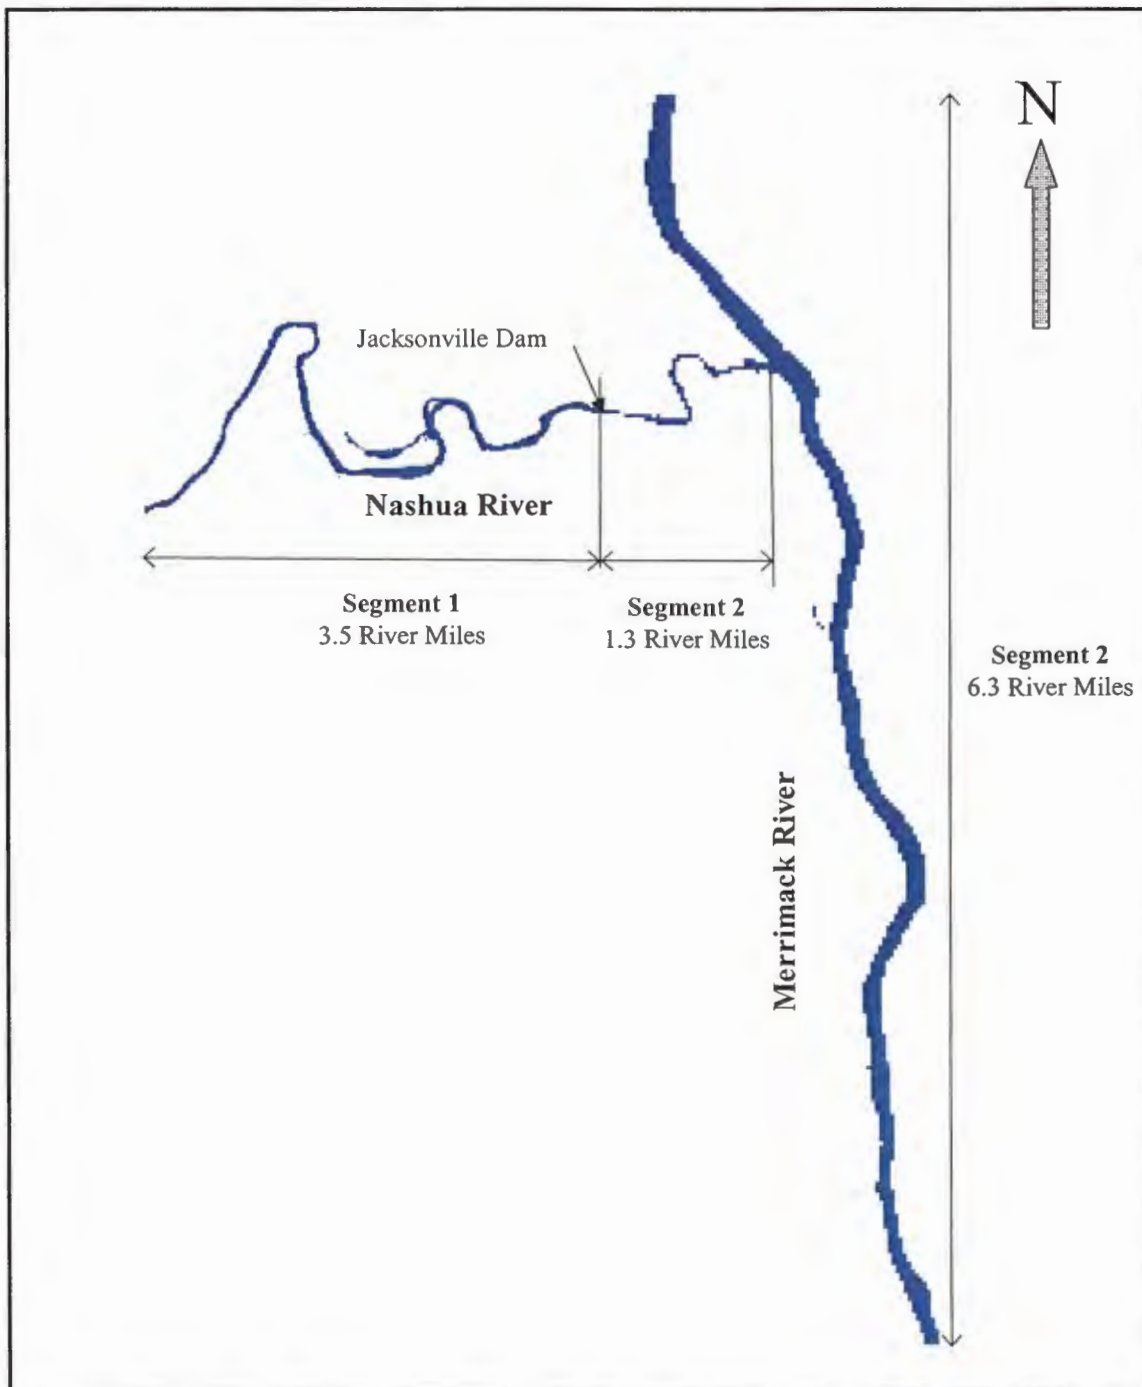 N
Jacksonville Dam
Nashua River
Segment 1
3.5 River Miles
Segment 2
1.3 River Miles
Segment 2
6.3 River Miles
Merrimack River